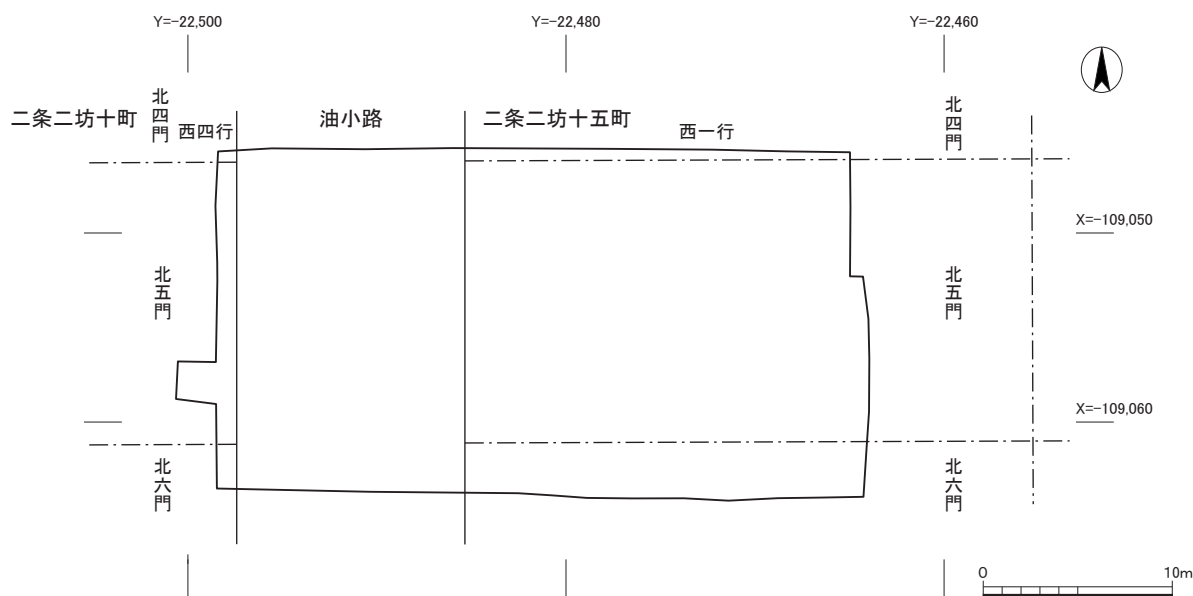 Y=−22,500
Y=−22,480
Y=−22,460
二条二坊十町
北四門
西四行
油小路
二条二坊十五町
西一行
北四門
X=−109,050
北五門
北五門
X=−109,060
北六門
北六門
0
10m